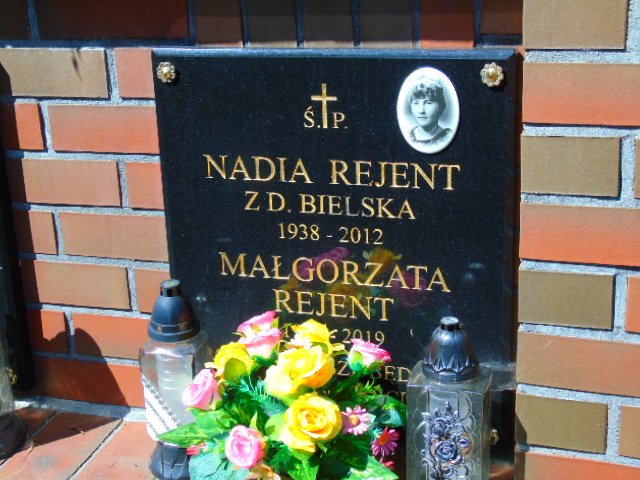 Ś.P.
NADIA REJENT
Z D. BIELSKA
1938 - 2012
MAŁGORZATA
REJENT
2019